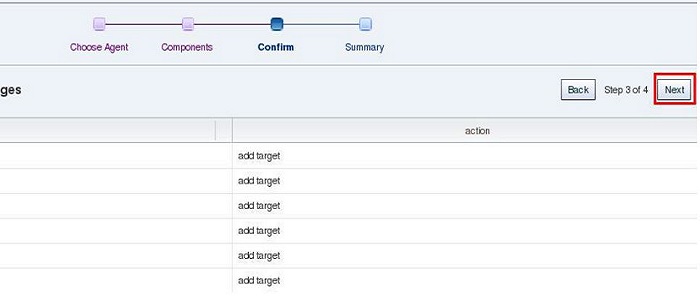 Choose Agent Components Confirm Summary
ges Back Step 3 of 4 Next
action
add target
add target
add target
add target
add target
add target